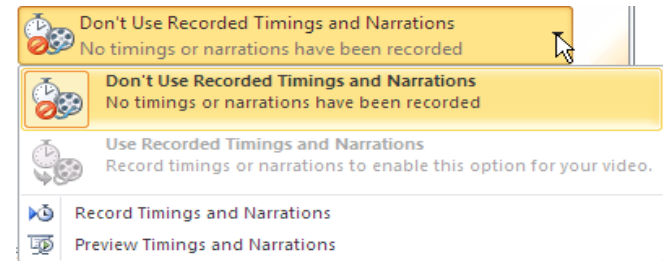 Don't Use Recorded Timings and Narrations
No timings or narrations have been recorded
Don't Use Recorded Timings and Narrations
No timings or narrations have been recorded
Use Recorded Timings and Narrations
Record timings or narrations to enable this option for your video.
Record Timings and Narrations
Preview Timings and Narrations